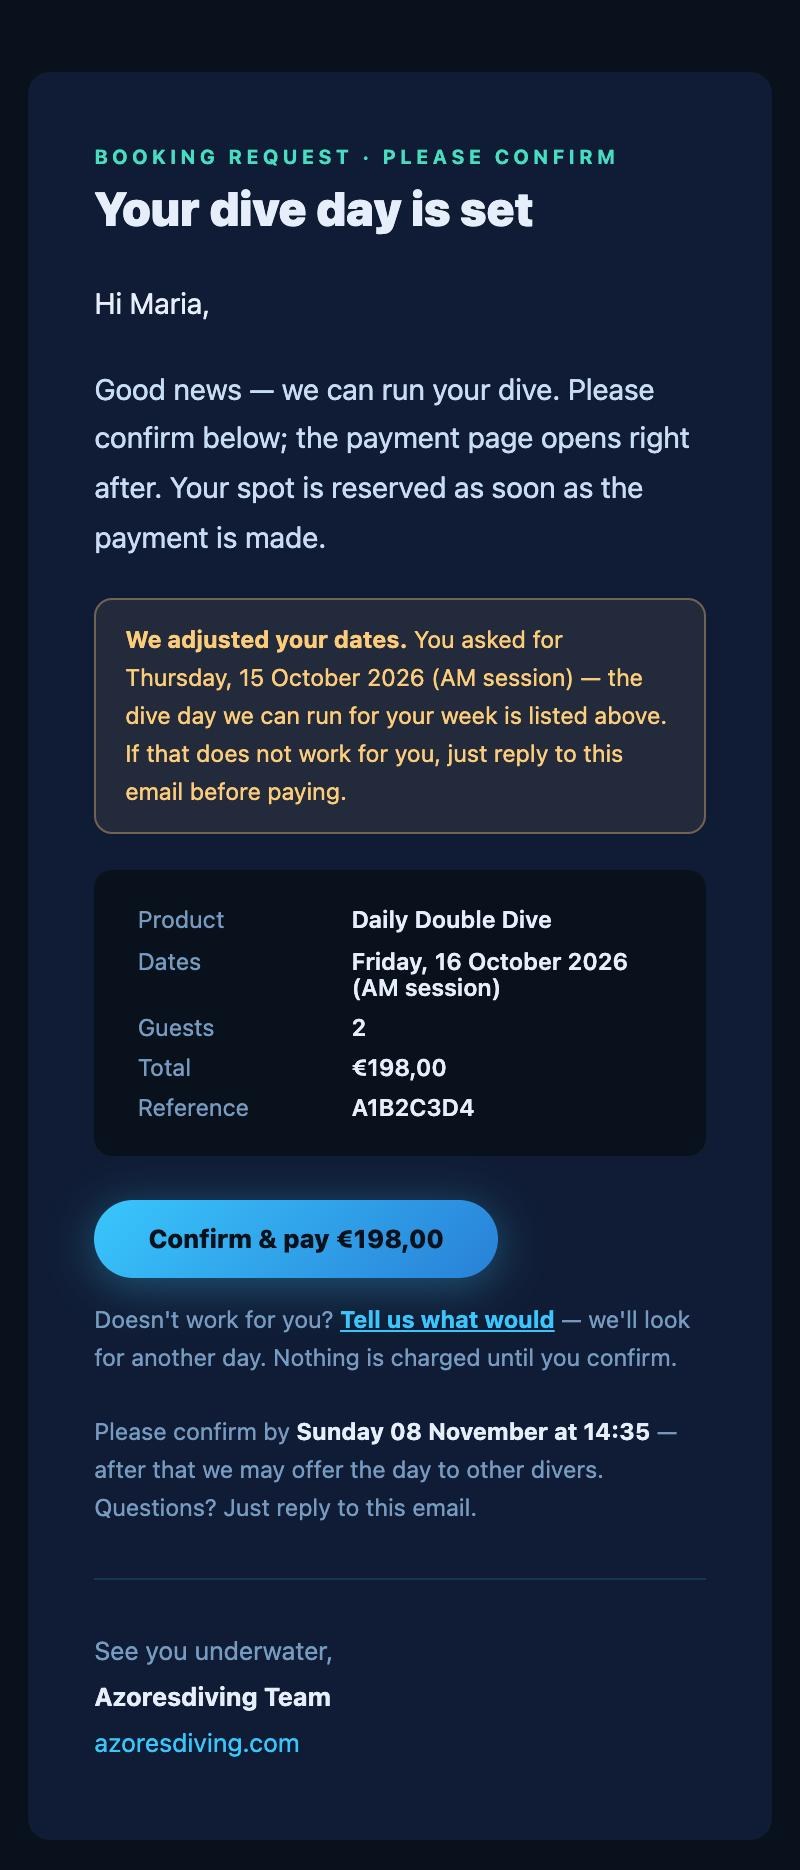 BOOKING REQUEST · PLEASE CONFIRM
Your dive day is set
Hi Maria,
Good news — we can run your dive. Please
confirm below; the payment page opens right
after. Your spot is reserved as soon as the
payment is made.
We adjusted your dates. You asked for
Thursday, 15 October 2026 (AM session) — the
dive day we can run for your week is listed above.
If that does not work for you, just reply to this
email before paying.
Product Daily Double Dive
Dates Friday, 16 October 2026
(AM session)
Guests 2
Total €198,00
Reference A1B2C3D4
Confirm & pay €198,00
Doesn't work for you? Tell us what would — we'll look
for another day. Nothing is charged until you confirm.
Please confirm by Sunday 08 November at 14:35 —
after that we may offer the day to other divers.
Questions? Just reply to this email.
See you underwater,
Azoresdiving Team
azoresdiving.com